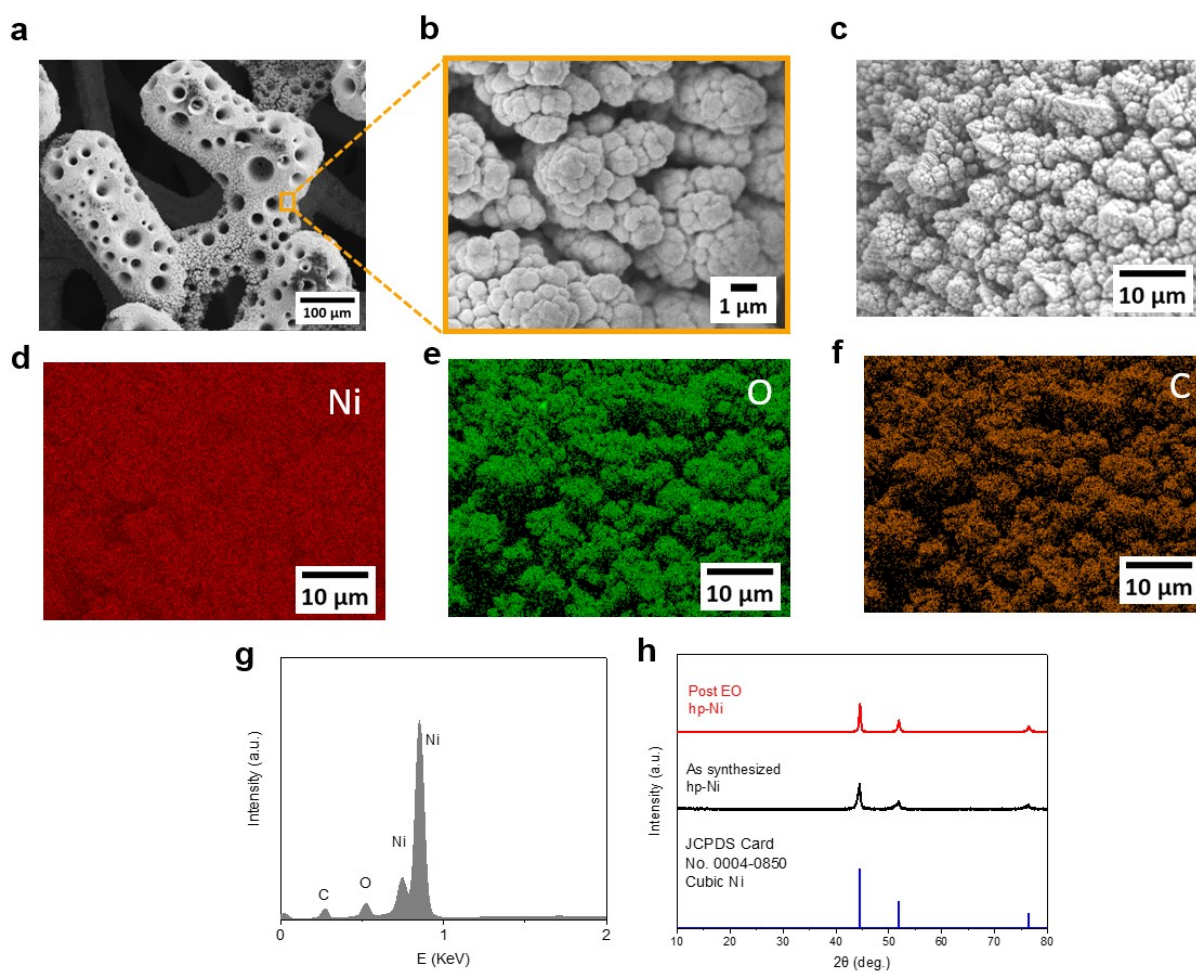 a
b
c
100 µm
1 µm
10 µm
d
e
f
Ni
O
C
10 µm
10 µm
10 µm
g
h
Intensity (a.u.)
C
O
Ni
Ni
0
1
2
E (KeV)
Intensity (a.u.)
Post EO
hp-Ni
As synthesized
hp-Ni
JCPDS Card
No. 0004-0850
Cubic Ni
10
20
30
40
50
60
70
80
2θ (deg.)